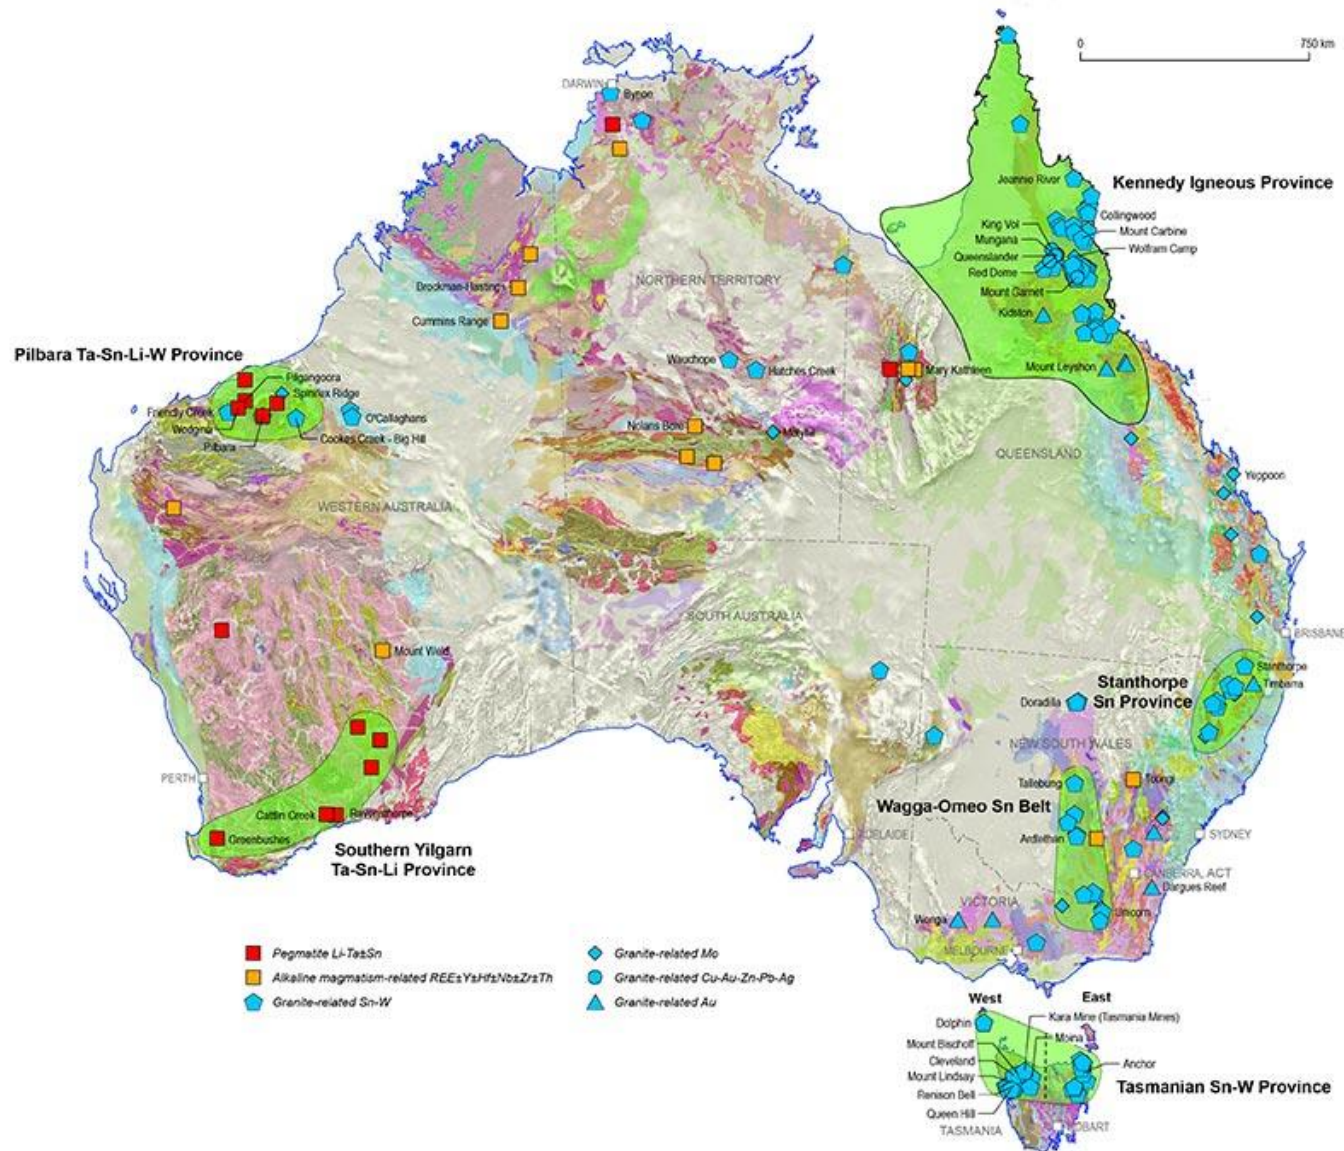 0 750 km
DARWIN
Bynoe
Jeannie River
Kennedy Igneous Province
Collingwood
King Vol
Mount Carbine
Mungana
Wolfram Camp
Queenslander
Red Dome
NORTHERN TERRITORY
Mount Garnet
Brockman-Hastings
Kidston
Cummins Range
Pilbara Ta-Sn-Li-W Province
Wauchope
Hatches Creek
Mary Kathleen
Mount Leyshon
Pilgangoora
Spinifex Ridge
Friendly Creek
O'Callaghans
Wodgina
Cookes Creek - Big Hill
Pilbara
Nolans Bore
Molyhil
QUEENSLAND
Yeppoon
WESTERN AUSTRALIA
SOUTH AUSTRALIA
BRISBANE
Mount Weld
Stanthorpe
Stanthorpe
Sn Province
Timbarra
Doradilla
NEW SOUTH WALES
PERTH
Tallebung
Toongi
Wagga-Omeo Sn Belt
Cattlin Creek
Ravensthorpe
ADELAIDE
SYDNEY
Greenbushes
Ardlethan
Southern Yilgarn
Ta-Sn-Li Province
CANBERRA, ACT
Dargues Reef
VICTORIA
Wonga
Unicorn
MELBOURNE
Pegmatite Li-Ta±Sn
Alkaline magmatism-related REE±Y±Hf±Nb±Zr±Th
Granite-related Sn-W
Granite-related Mo
Granite-related Cu-Au-Zn-Pb-Ag
Granite-related Au
West East
Dolphin
Kara Mine (Tasmania Mines)
Mount Bischoff
Moina
Cleveland
Anchor
Mount Lindsay
Tasmanian Sn-W Province
Renison Bell
Queen Hill
TASMANIA
HOBART